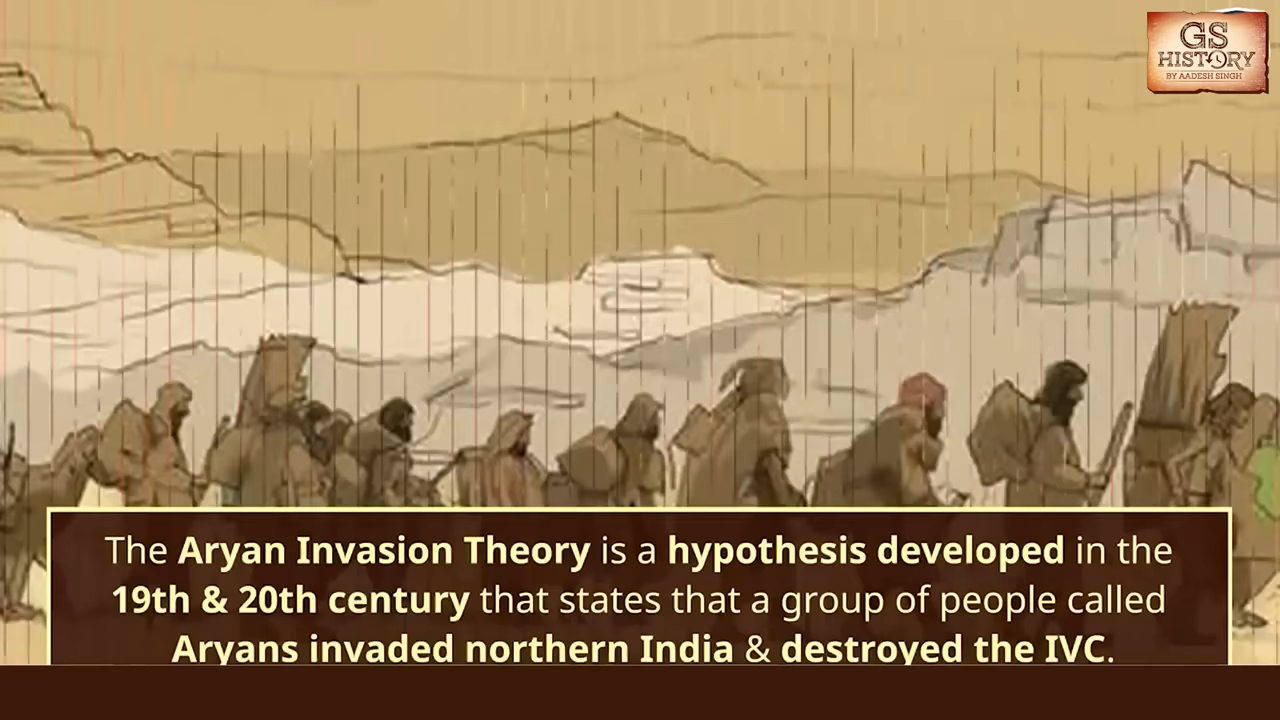 GS
HISTORY
BY AADESH SINGH
The Aryan Invasion Theory is a hypothesis developed in the
19th & 20th century that states that a group of people called
Aryans invaded northern India & destroyed the IVC.